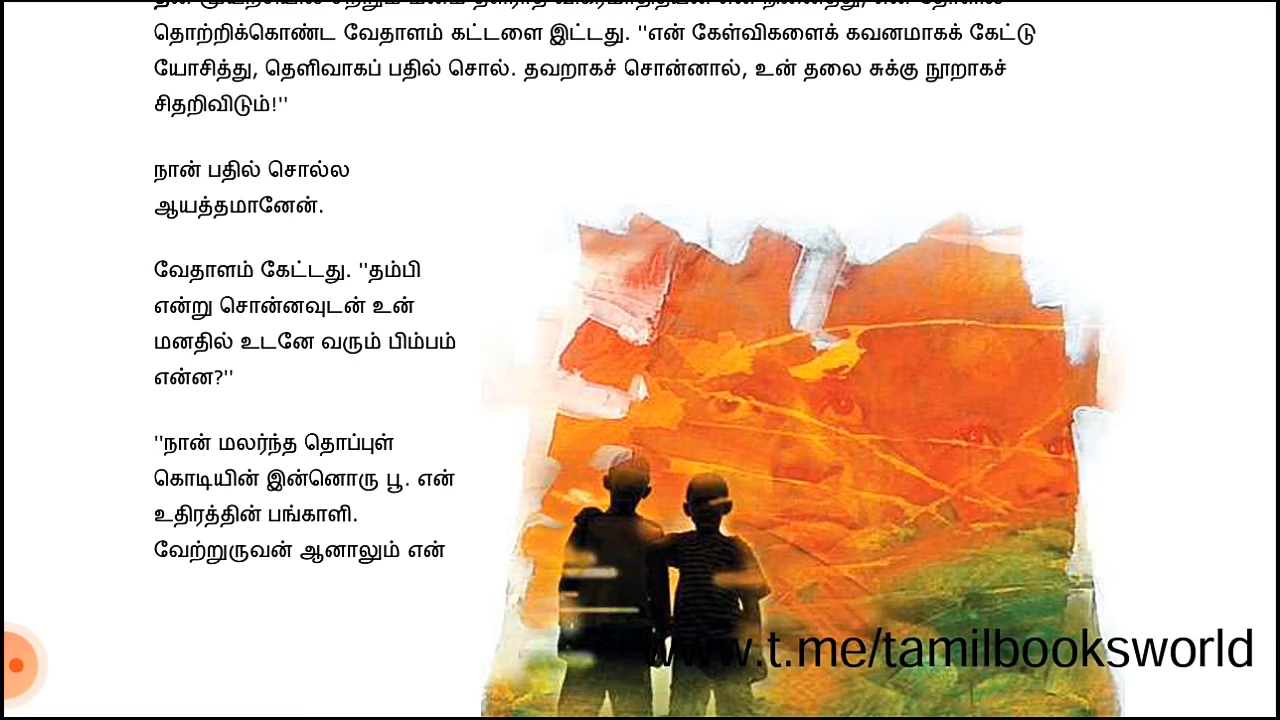 தொற்றிக்கொண்ட வேதாளம் கட்டளை இட்டது. "என் கேள்விகளைக் கவனமாகக் கேட்டு
யோசித்து, தெளிவாகப் பதில் சொல். தவறாகச் சொன்னால், உன் தலை சுக்கு நூறாகச்
சிதறிவிடும்!"
நான் பதில் சொல்ல
ஆயத்தமானேன்.
வேதாளம் கேட்டது. "தம்பி
என்று சொன்னவுடன் உன்
மனதில் உடனே வரும் பிம்பம்
என்ன?"
"நான் மலர்ந்த தொப்புள்
கொடியின் இன்னொரு பூ. என்
உதிரத்தின் பங்காளி.
வேற்றுருவன் ஆனாலும் என்
www.t.me/tamilbooksworld